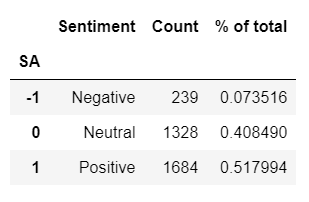 Sentiment Count % of total
SA
-1 Negative 239 0.073516
0 Neutral 1328 0.408490
1 Positive 1684 0.517994